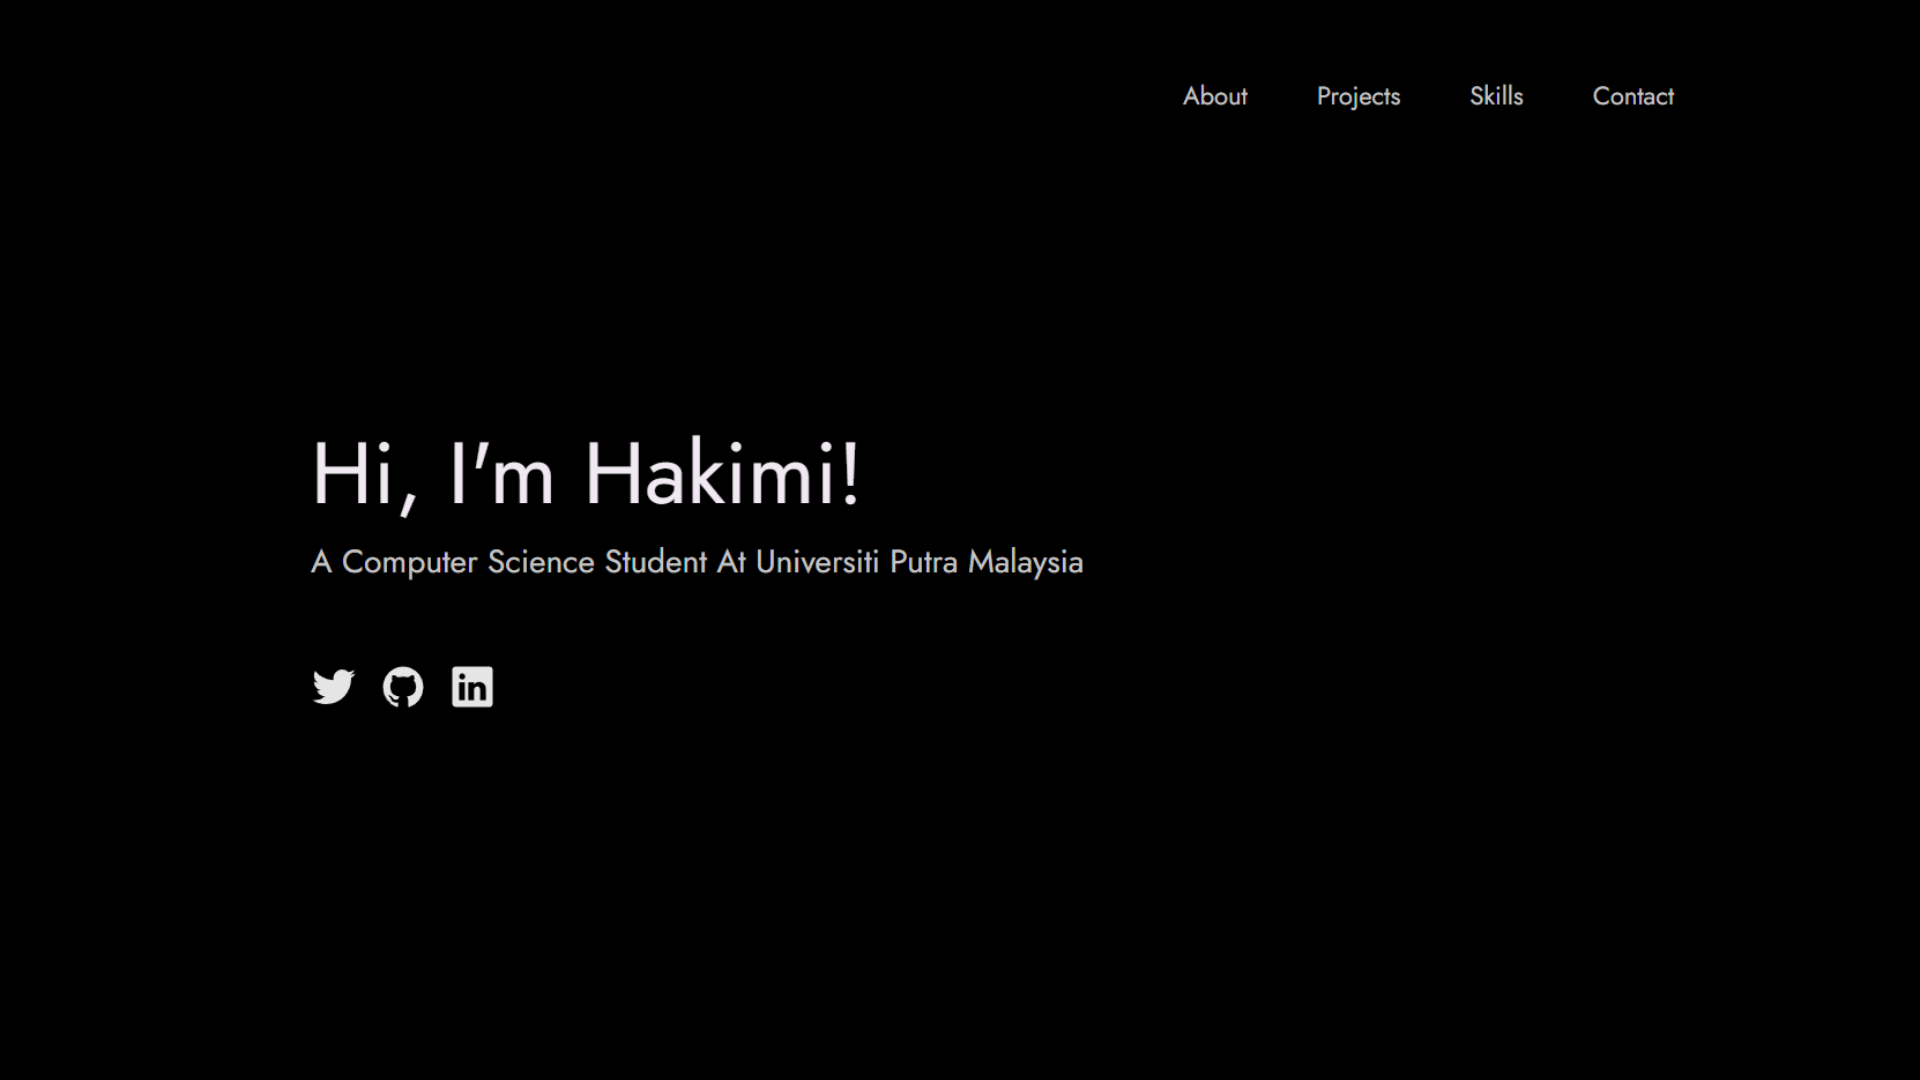 About Projects Skills Contact
Hi, I'm Hakimi!
A Computer Science Student At Universiti Putra Malaysia
in